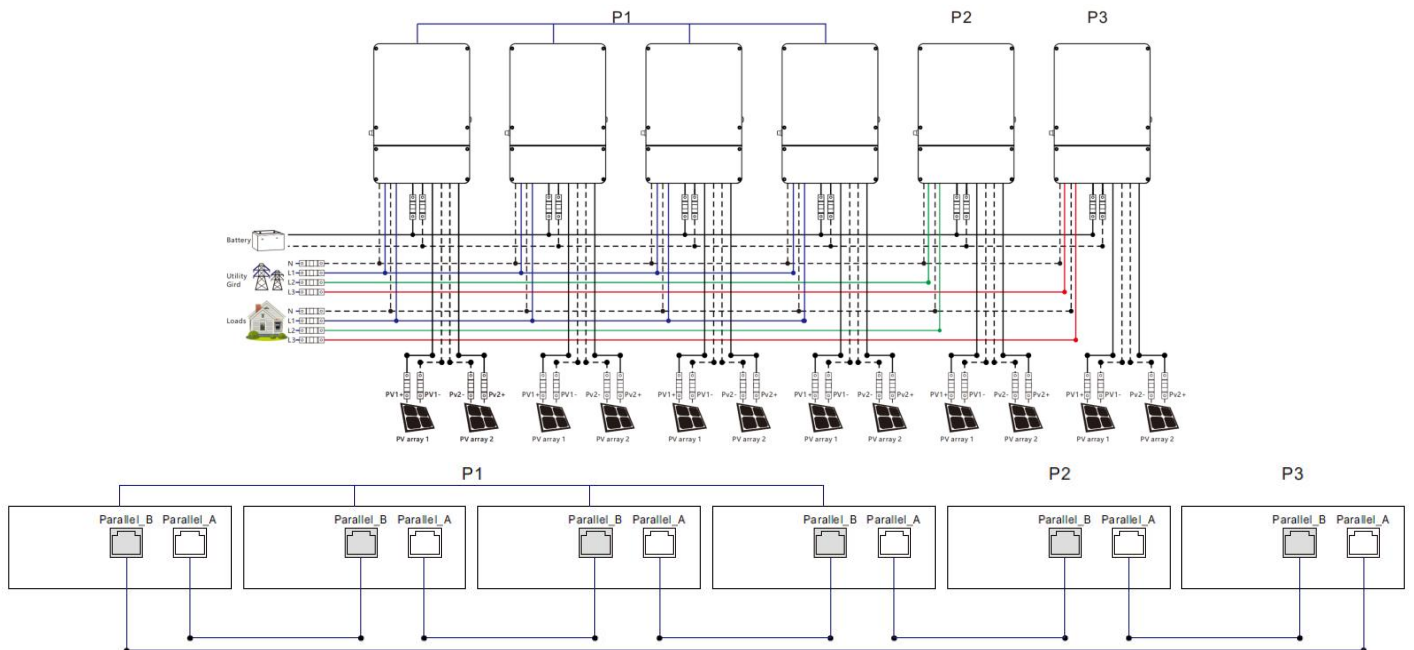 P1 P2 P3
Battery
N
Utility L1
Gird L2
L3
N
Loads L1
L2
L3
PV1+ PV1- Pv2- Pv2+ PV1+ PV1- Pv2- Pv2+ PV1+ PV1- Pv2- Pv2+ PV1+ PV1- Pv2- Pv2+ PV1+ PV1- Pv2- Pv2+ PV1+ PV1- Pv2- Pv2+
PV array 1 PV array 2 PV array 1 PV array 2 PV array 1 PV array 2 PV array 1 PV array 2 PV array 1 PV array 2 PV array 1 PV array 2
P1 P2 P3
Parallel_B Parallel_A Parallel_B Parallel_A Parallel_B Parallel_A Parallel_B Parallel_A Parallel_B Parallel_A Parallel_B Parallel_A